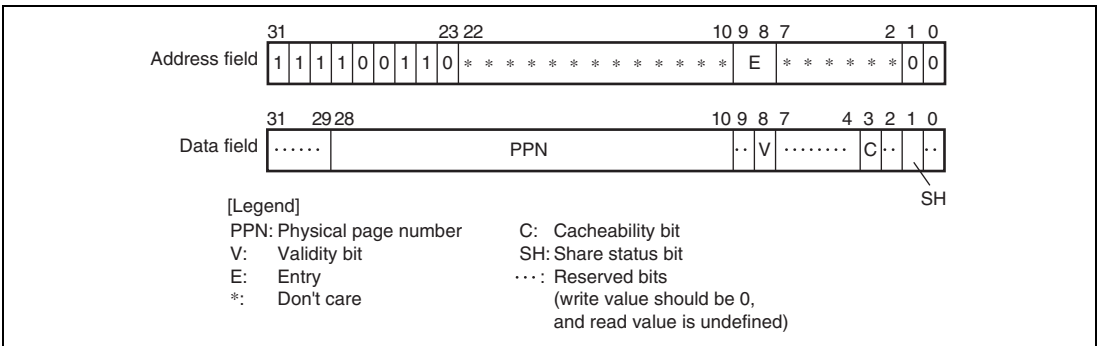 31 23 22 10 9 8 7 2 1 0
Address field 1 1 1 1 0 0 1 1 0 * * * * * * * * * * * * * E * * * * * * 0 0
31 29 28 10 9 8 7 4 3 2 1 0
Data field ······ PPN ·· V ········ C ·· ··
SH
[Legend]
PPN: Physical page number C: Cacheability bit
V: Validity bit SH: Share status bit
E: Entry ···: Reserved bits
*: Don't care (write value should be 0,
and read value is undefined)